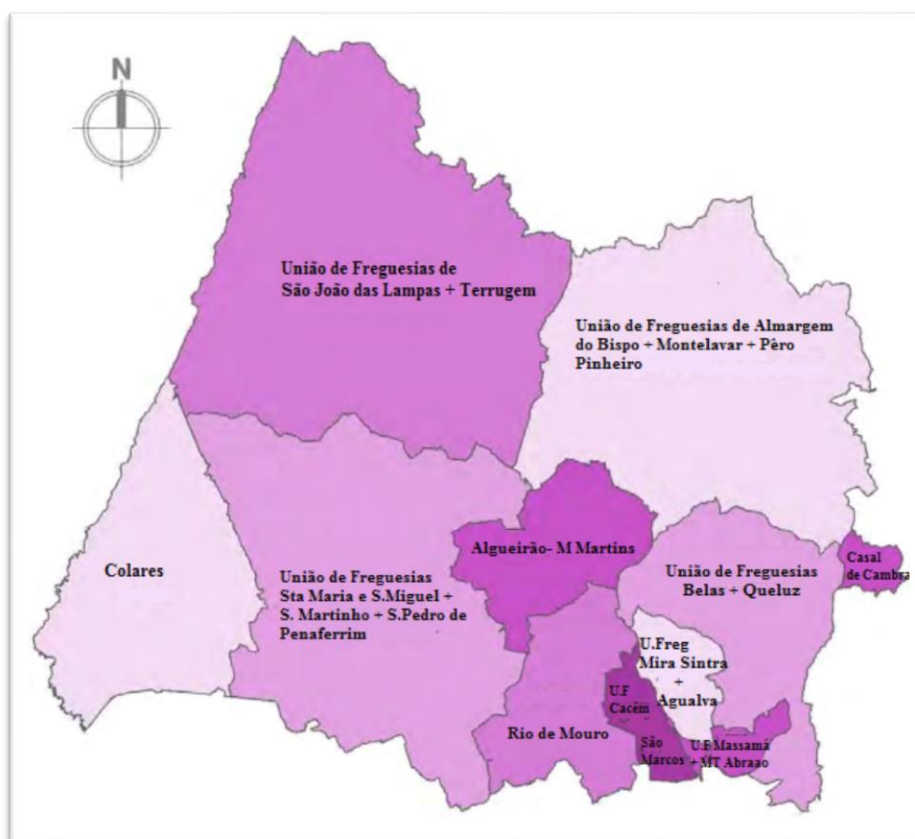 N
União de Freguesias de
São João das Lampas + Terrugem
União de Freguesias de Almargem
do Bispo + Montelavar + Pêro
Pinheiro
Algueirão- M Martins
Casal
de Cambra
Colares
União de Freguesias
Sta Maria e S.Miguel +
S. Martinho + S.Pedro de
Penaferrim
União de Freguesias
Belas + Queluz
U.Freg
Mira Sintra
+
Agualva
U.F
Cacém
São
Marcos
Rio de Mouro
U.F Massamá
+ MT Abraao